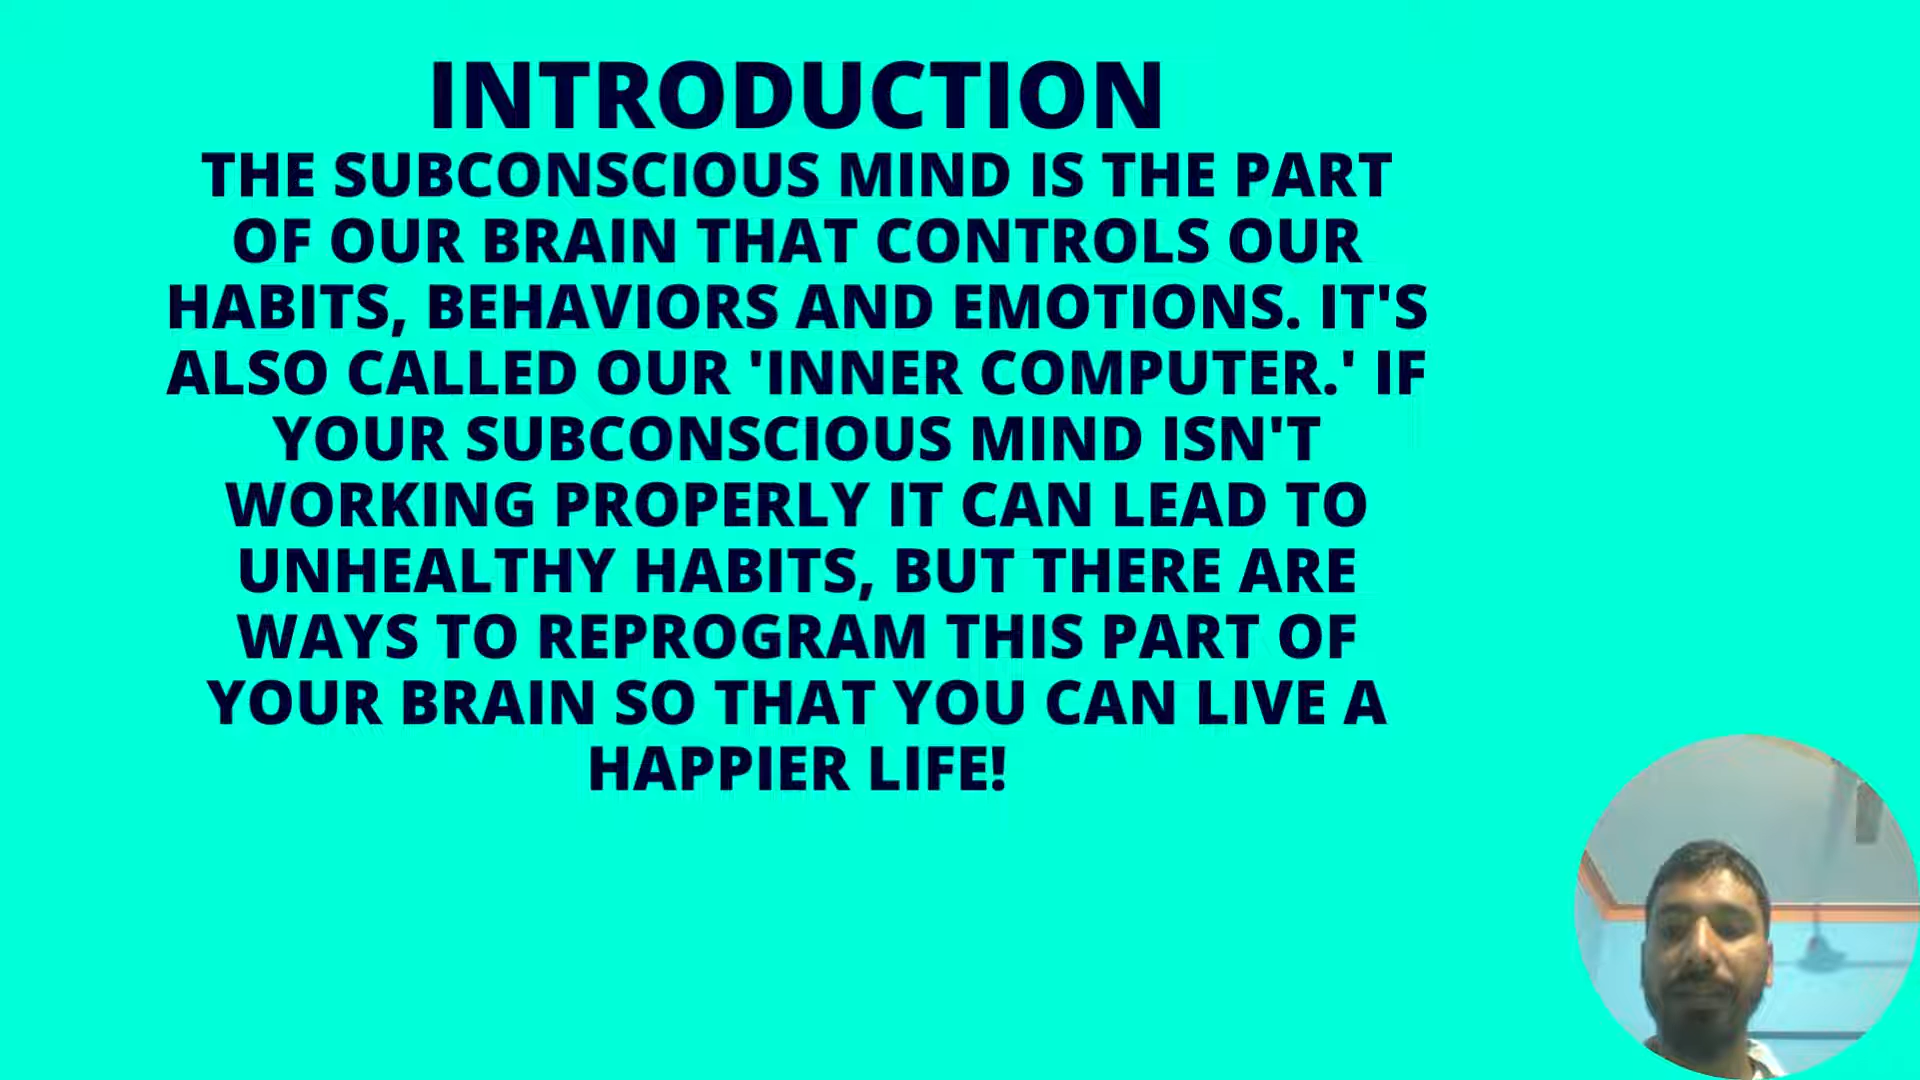 INTRODUCTION
THE SUBCONSCIOUS MIND IS THE PART
OF OUR BRAIN THAT CONTROLS OUR
HABITS, BEHAVIORS AND EMOTIONS. IT'S
ALSO CALLED OUR 'INNER COMPUTER.' IF
YOUR SUBCONSCIOUS MIND ISN'T
WORKING PROPERLY IT CAN LEAD TO
UNHEALTHY HABITS, BUT THERE ARE
WAYS TO REPROGRAM THIS PART OF
YOUR BRAIN SO THAT YOU CAN LIVE A
HAPPIER LIFE!